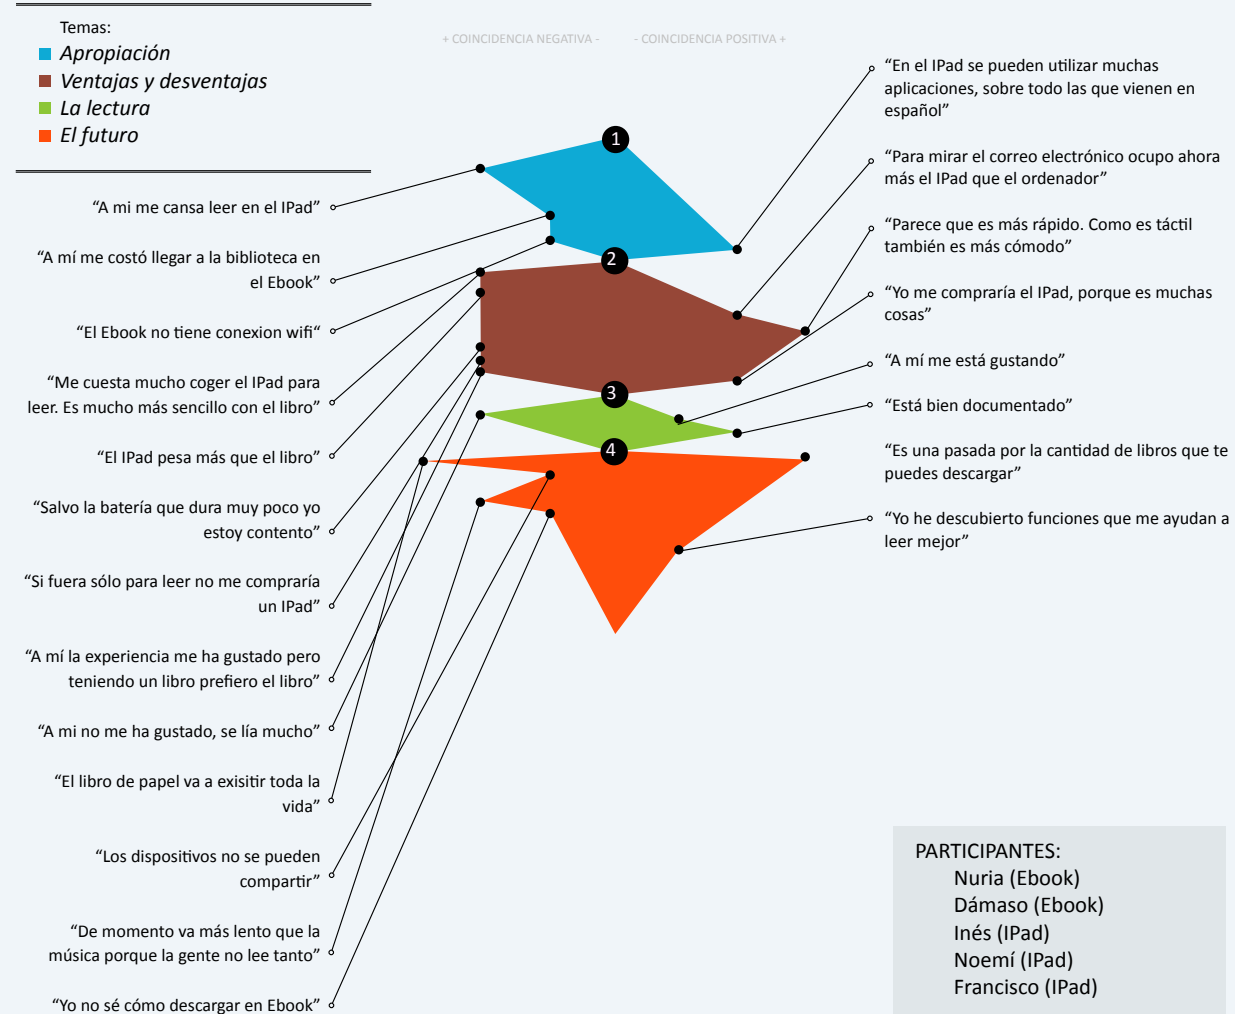 Temas:
Apropiación
Ventajas y desventajas
La lectura
El futuro
+ COINCIDENCIA NEGATIVA -
- COINCIDENCIA POSITIVA +
1
2
3
4
“A mi me cansa leer en el IPad”
“A mí me costó llegar a la biblioteca en
el Ebook”
“El Ebook no tiene conexion wifi“
“Me cuesta mucho coger el IPad para
leer. Es mucho más sencillo con el libro”
“El IPad pesa más que el libro”
“Salvo la batería que dura muy poco yo
estoy contento”
“Si fuera sólo para leer no me compraría
un IPad”
“A mí la experiencia me ha gustado pero
teniendo un libro prefiero el libro”
“A mi no me ha gustado, se lía mucho”
“El libro de papel va a exisitir toda la
vida”
“Los dispositivos no se pueden
compartir”
“De momento va más lento que la
música porque la gente no lee tanto”
“Yo no sé cómo descargar en Ebook”
“En el IPad se pueden utilizar muchas
aplicaciones, sobre todo las que vienen en
español”
“Para mirar el correo electrónico ocupo ahora
más el IPad que el ordenador”
“Parece que es más rápido. Como es táctil
también es más cómodo”
“Yo me compraría el IPad, porque es muchas
cosas”
“A mí me está gustando”
“Está bien documentado”
“Es una pasada por la cantidad de libros que te
puedes descargar”
“Yo he descubierto funciones que me ayudan a
leer mejor”
PARTICIPANTES:
Nuria (Ebook)
Dámaso (Ebook)
Inés (IPad)
Noemí (IPad)
Francisco (IPad)